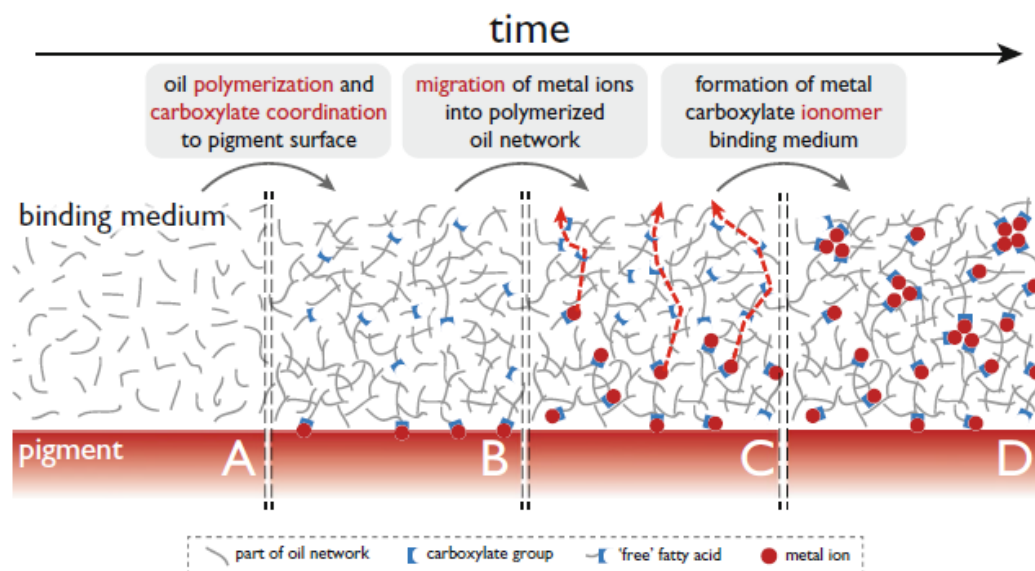 time
oil polymerization and
carboxylate coordination
to pigment surface
migration of metal ions
into polymerized
oil network
formation of metal
carboxylate ionomer
binding medium
binding medium
pigment
A
B
C
D
part of oil network
carboxylate group
'free' fatty acid
metal ion